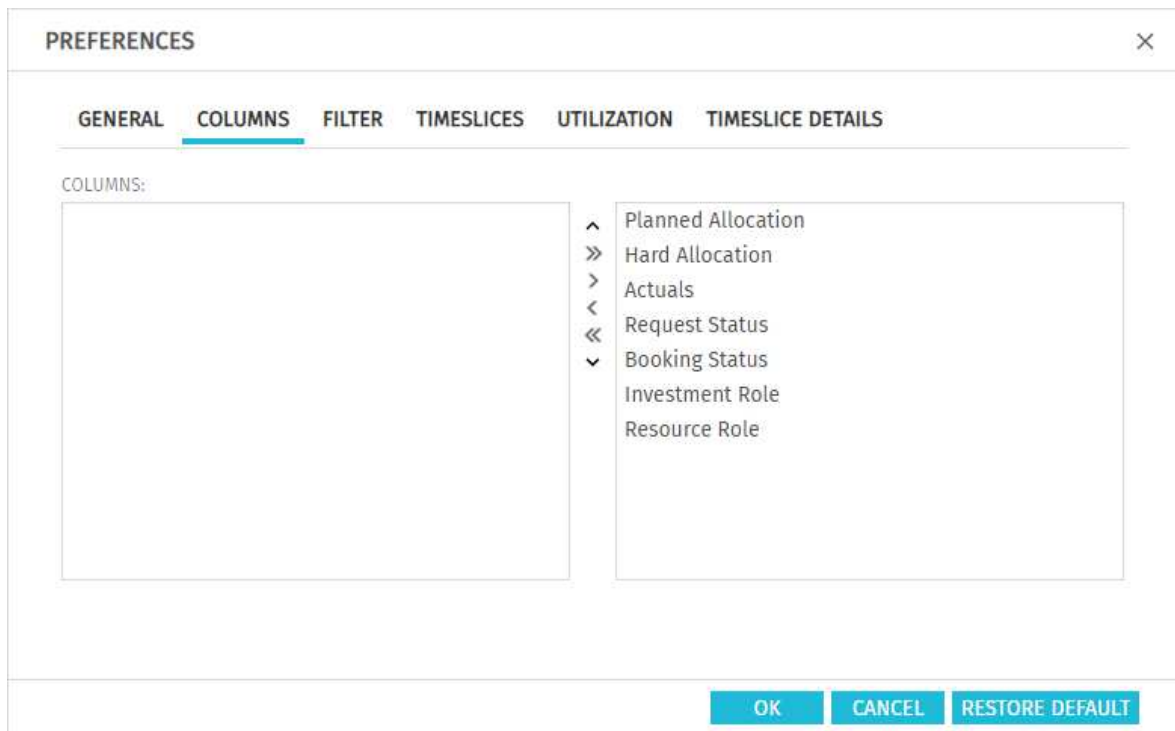 PREFERENCES
GENERAL COLUMNS FILTER TIMESLICES UTILIZATION TIMESLICE DETAILS
COLUMNS:
Planned Allocation
Hard Allocation
Actuals
Request Status
Booking Status
Investment Role
Resource Role
OK CANCEL RESTORE DEFAULT